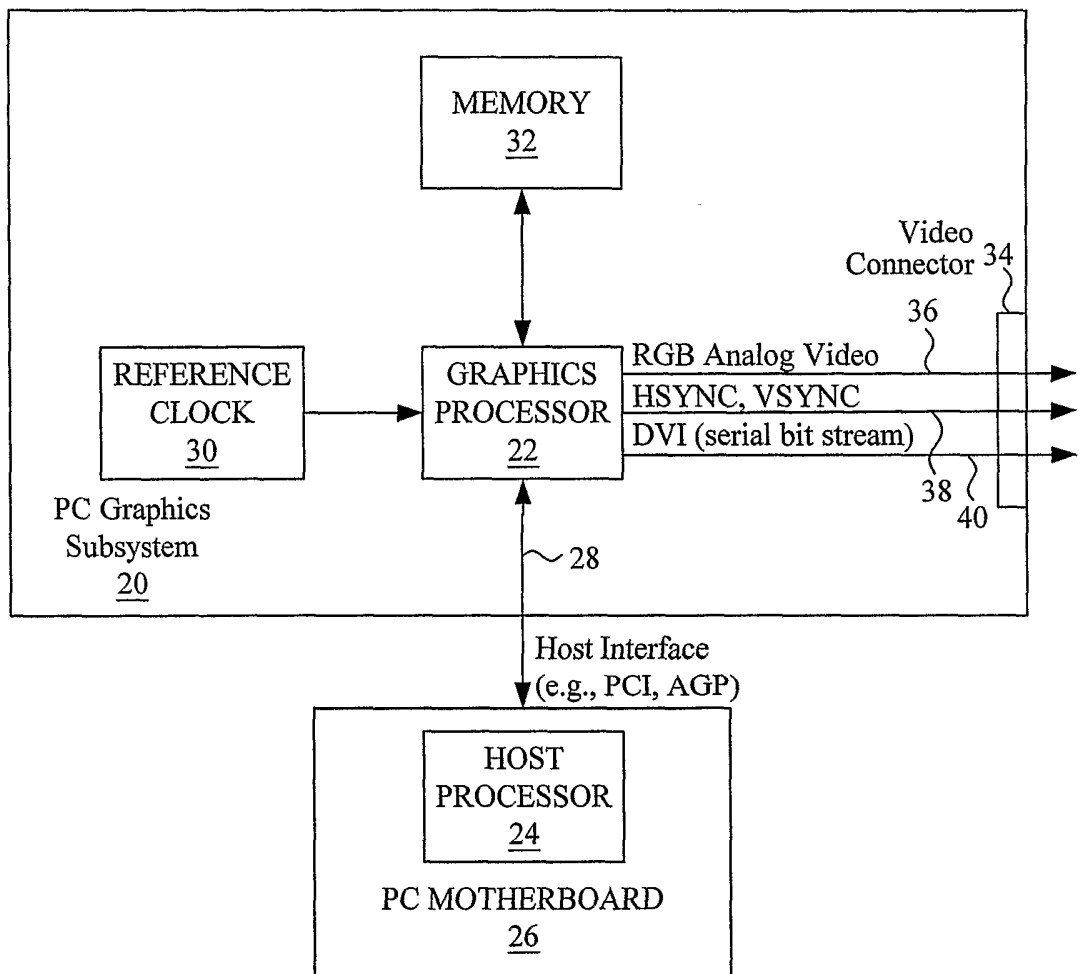 MEMORY
32
Video
Connector
34
36
REFERENCE
CLOCK
30
GRAPHICS
PROCESSOR
22
RGB Analog Video
HSYNC, VSYNC
DVI (serial bit stream)
38
40
PC Graphics
Subsystem
20
28
Host Interface
(e.g., PCI, AGP)
HOST
PROCESSOR
24
PC MOTHERBOARD
26